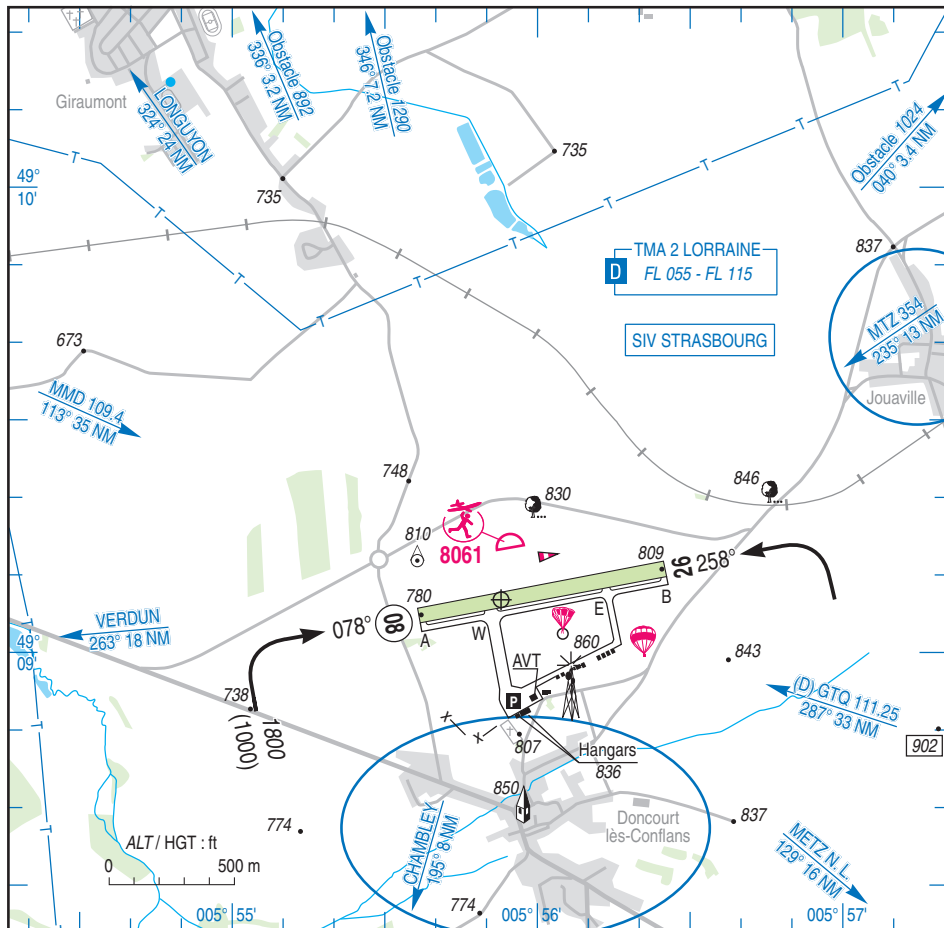 Giraumont
LONGUYON
324° 24 NM
Obstacle 892
336° 3.2 NM
Obstacle 1290
346° 7.2 NM
Obstacle 1024
040° 3.4 NM
49°
10'
735
735
T
T
T
T
T
T
TMA 2 LORRAINE
D
FL 055 - FL 115
SIV STRASBOURG
837
MTZ 354
235° 13 NM
Jouaville
673
MMD 109.4
113° 35 NM
748
830
846
810
8061
809
26
258°
780
08
078°
A
W
E
B
VERDUN
263° 18 NM
49°
09'
860
843
AVT
P
738
1800
(1000)
(D) GTQ 111.25
287° 33 NM
902
807
Hangars
836
850
Doncourt
lès-Conflans
837
774
CHAMBLEY
195° 8 NM
METZ N.L.
129° 16 NM
ALT / HGT : ft
0 500 m
774
T
T
T
005° 55'
005° 56'
005° 57'